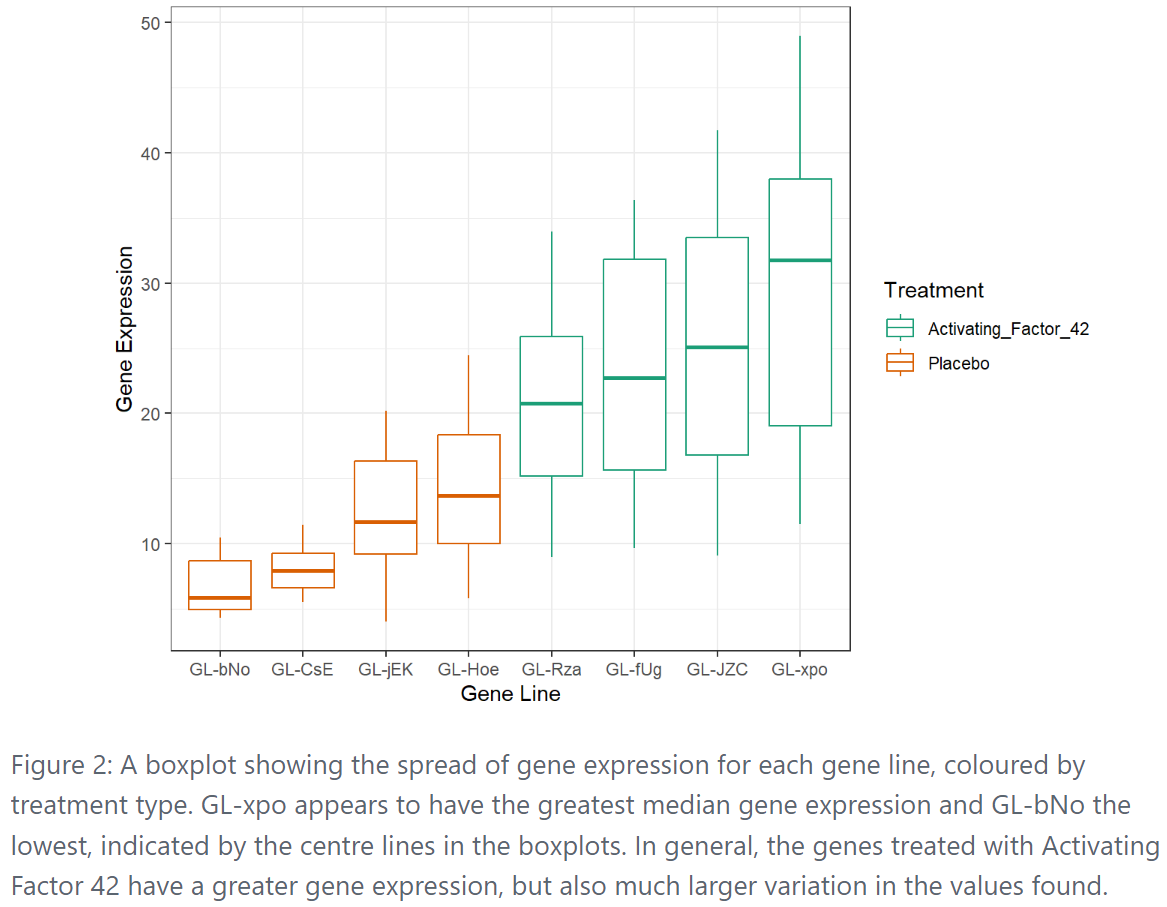 50
40
30
20
10
Gene Expression
GL-bNo GL-CsE GL-jEK GL-Hoe GL-Rza GL-fUg GL-JZC GL-xpo
Gene Line
Treatment
Activating_Factor_42
Placebo
Figure 2: A boxplot showing the spread of gene expression for each gene line, coloured by
treatment type. GL-xpo appears to have the greatest median gene expression and GL-bNo the
lowest, indicated by the centre lines in the boxplots. In general, the genes treated with Activating
Factor 42 have a greater gene expression, but also much larger variation in the values found.